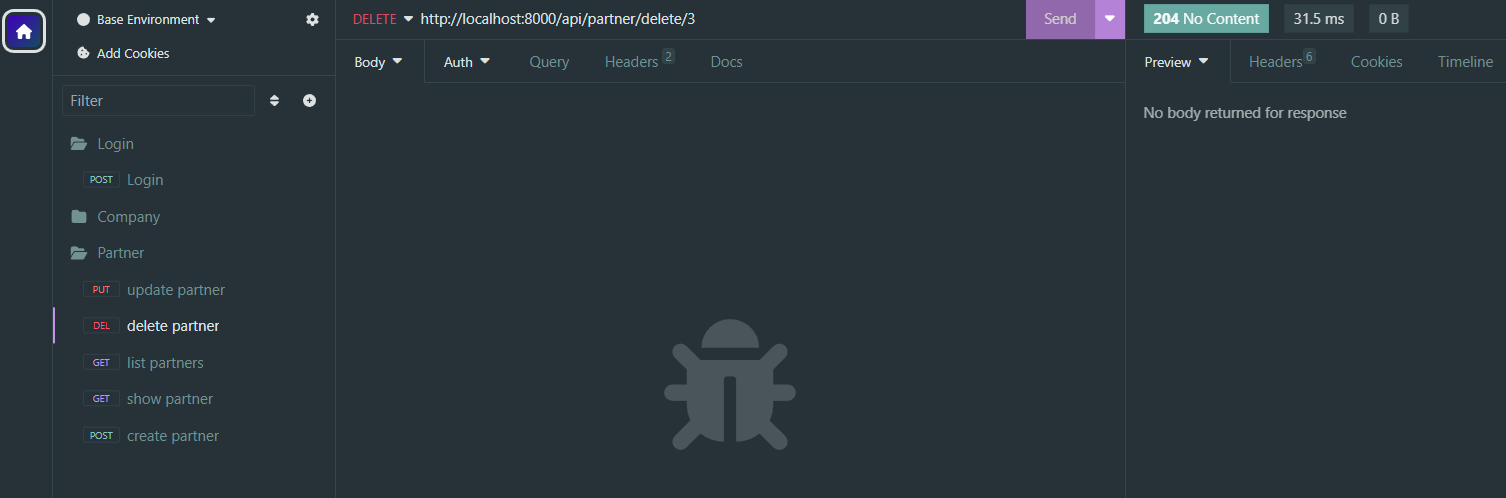 Base Environment
Add Cookies
Filter
Login
POST Login
Company
Partner
PUT update partner
DEL delete partner
GET list partners
GET show partner
POST create partner
DELETE http://localhost:8000/api/partner/delete/3 Send
Body Auth Query Headers 2 Docs
204 No Content 31.5 ms 0 B
Preview Headers 6 Cookies Timeline
No body returned for response